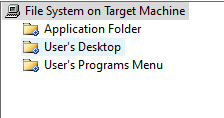 File System on Target Machine
Application Folder
User's Desktop
User's Programs Menu